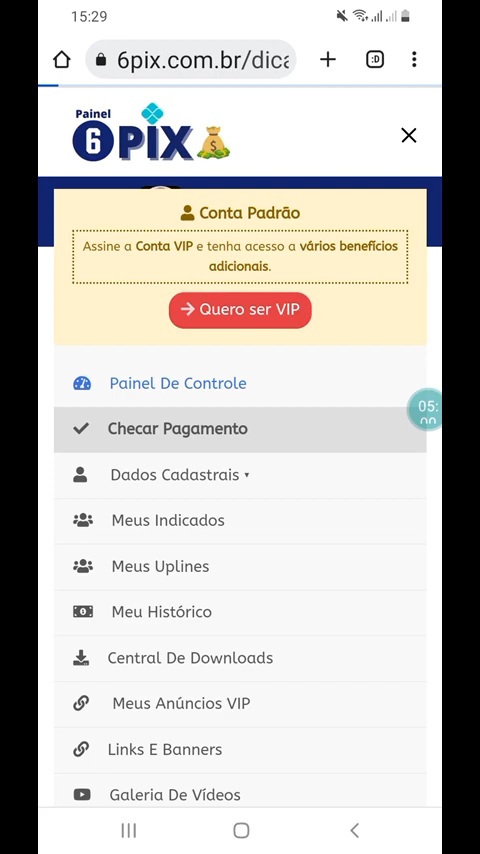 15:29
6pix.com.br/dica
:D
Painel
6PIX
Conta Padrão
Assine a Conta VIP e tenha acesso a vários benefícios
adicionais.
Quero ser VIP
Painel De Controle
05:
Checar Pagamento
Dados Cadastrais
Meus Indicados
Meus Uplines
Meu Histórico
Central De Downloads
Meus Anúncios VIP
Links E Banners
Galeria De Vídeos